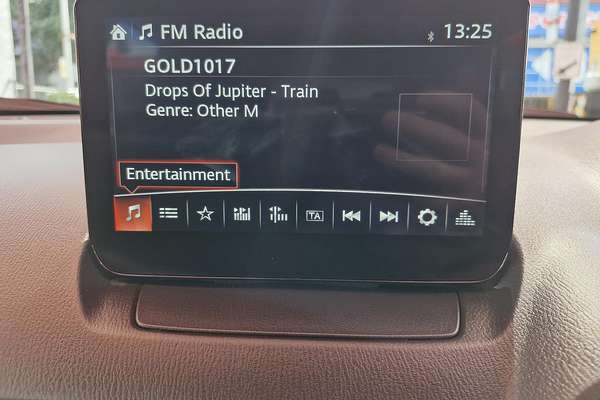 FM Radio
13:25
GOLD1017
Drops Of Jupiter - Train
Genre: Other M
Entertainment
TA